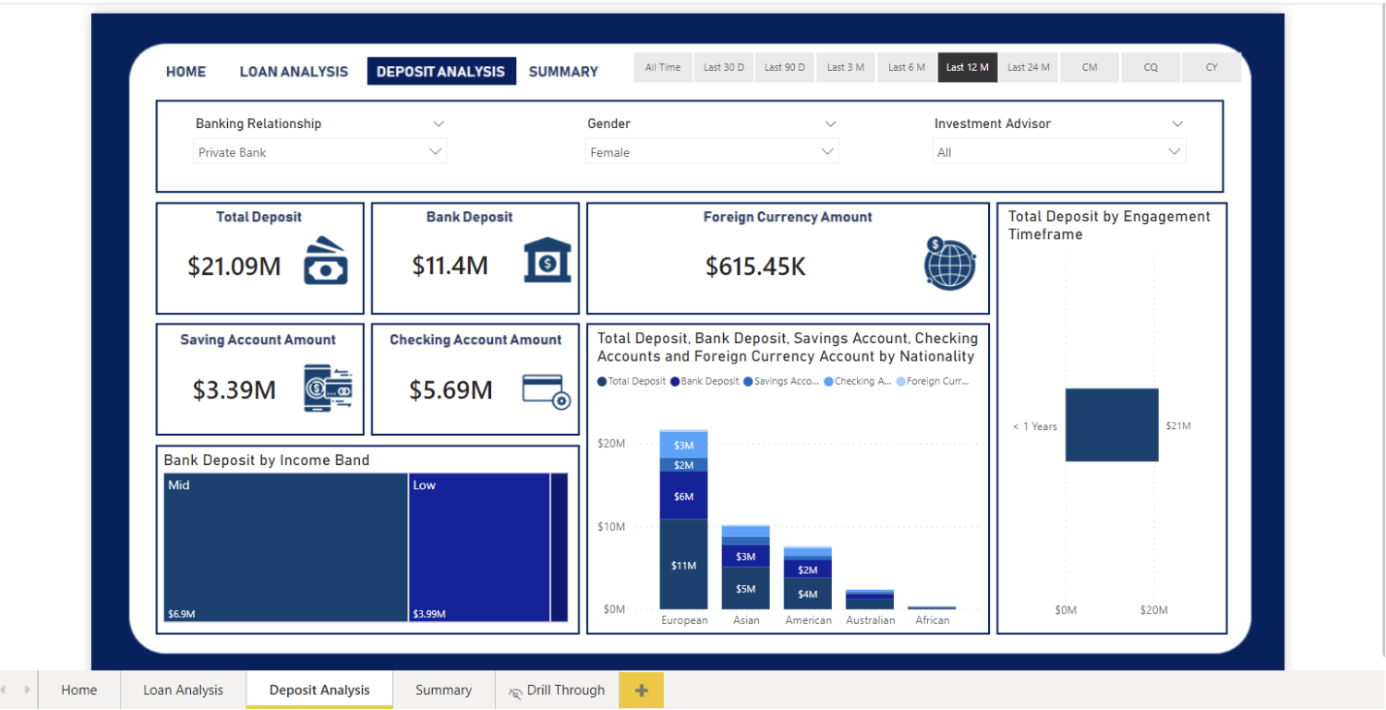 HOME LOAN ANALYSIS DEPOSIT ANALYSIS SUMMARY All Time Last 30 D Last 90 D Last 3 M Last 6 M Last 12 M Last 24 M CM CQ CY
Banking Relationship Gender Investment Advisor
Private Bank Female All
Total Deposit
$21.09M
Bank Deposit
$11.4M
Foreign Currency Amount
$615.45K
Total Deposit by Engagement
Timeframe
< 1 Years $21M
$0M $20M
Saving Account Amount
$3.39M
Checking Account Amount
$5.69M
Total Deposit, Bank Deposit, Savings Account, Checking
Accounts and Foreign Currency Account by Nationality
Total Deposit Bank Deposit Savings Acco... Checking A... Foreign Curr...
$20M
$10M
$0M
$3M
$2M
$6M
$11M
$3M
$5M
$2M
$4M
European Asian American Australian African
Bank Deposit by Income Band
Mid Low
$6.9M $3.99M
Home Loan Analysis Deposit Analysis Summary Drill Through +